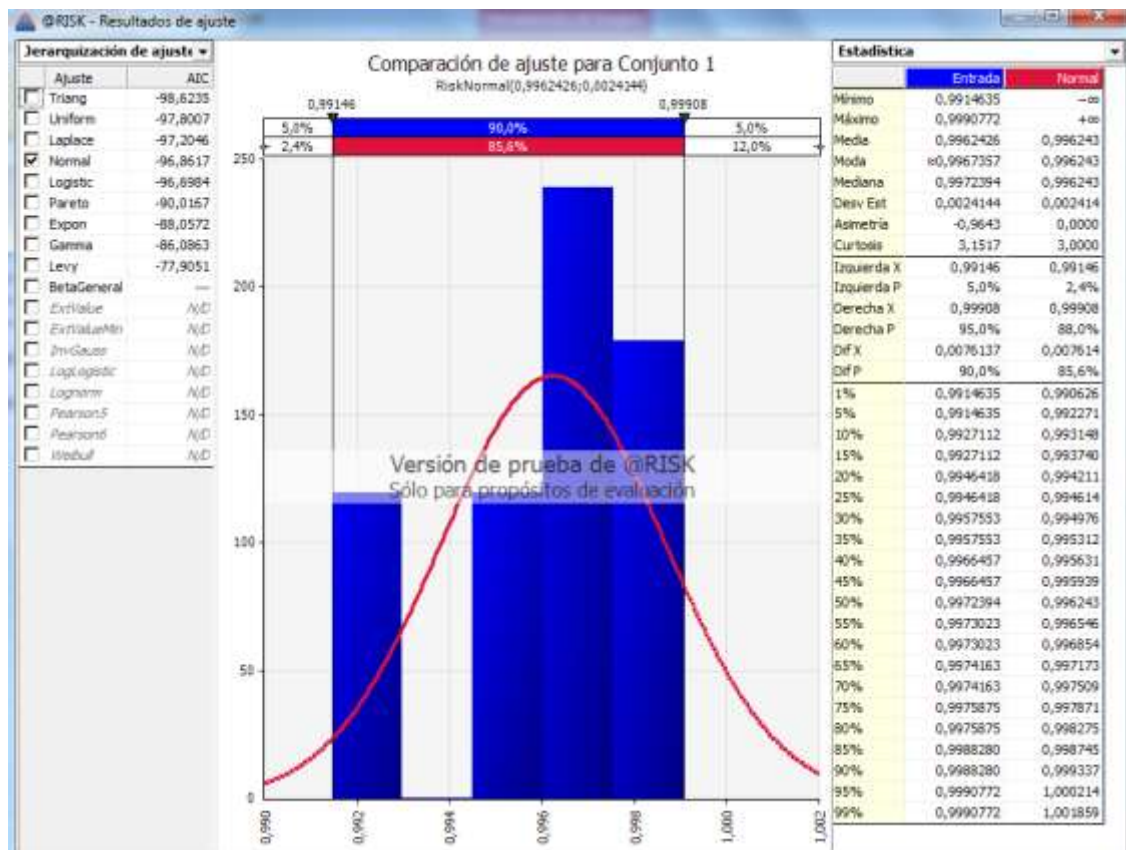 @RISK - Resultados de ajuste
Jerarquización de ajuste
Ajuste AIC
Triang -98,6235
Uniform -97,8007
Laplace -97,2046
Normal -96,8617
Logistic -96,6984
Pareto -90,0167
Expon -88,0572
Gamma -86,0863
Levy -77,9051
BetaGeneral ---
ExtValue N/D
ExtValueMin N/D
InvGauss N/D
LogLogistic N/D
Lognorm N/D
Pearson5 N/D
Pearson6 N/D
Weibull N/D
Comparación de ajuste para Conjunto 1
RiskNormal(0,9962426;0,0024144)
0,99146 0,99908
5,0% 90,0% 5,0%
2,4% 85,6% 12,0%
250
200
150
100
50
0
Versión de prueba de @RISK
Sólo para propósitos de evaluación
0,990 0,992 0,994 0,996 0,998 1,000 1,002
Estadística
Entrada Normal
Mínimo 0,9914635 -∞
Máximo 0,9990772 +∞
Media 0,9962426 0,996243
Moda ≈0,9967357 0,996243
Mediana 0,9972394 0,996243
Desv Est 0,0024144 0,002414
Asimetría -0,9643 0,0000
Curtosis 3,1517 3,0000
Izquierda X 0,99146 0,99146
Izquierda P 5,0% 2,4%
Derecha X 0,99908 0,99908
Derecha P 95,0% 88,0%
Dif X 0,0076137 0,007614
Dif P 90,0% 85,6%
1% 0,9914635 0,990626
5% 0,9914635 0,992271
10% 0,9927112 0,993148
15% 0,9927112 0,993740
20% 0,9946418 0,994211
25% 0,9946418 0,994614
30% 0,9957553 0,994976
35% 0,9957553 0,995312
40% 0,9966457 0,995631
45% 0,9966457 0,995939
50% 0,9972394 0,996243
55% 0,9973023 0,996546
60% 0,9973023 0,996854
65% 0,9974163 0,997173
70% 0,9974163 0,997509
75% 0,9975875 0,997871
80% 0,9975875 0,998275
85% 0,9988280 0,998745
90% 0,9988280 0,999337
95% 0,9990772 1,000214
99% 0,9990772 1,001859